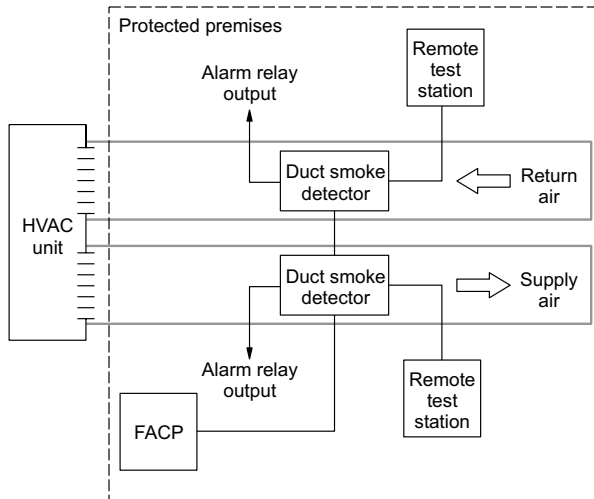 Protected premises
Alarm relay
output
Remote
test
station
Duct smoke
detector
Return
air
HVAC
unit
Duct smoke
detector
Supply
air
Alarm relay
output
Remote
test
station
FACP